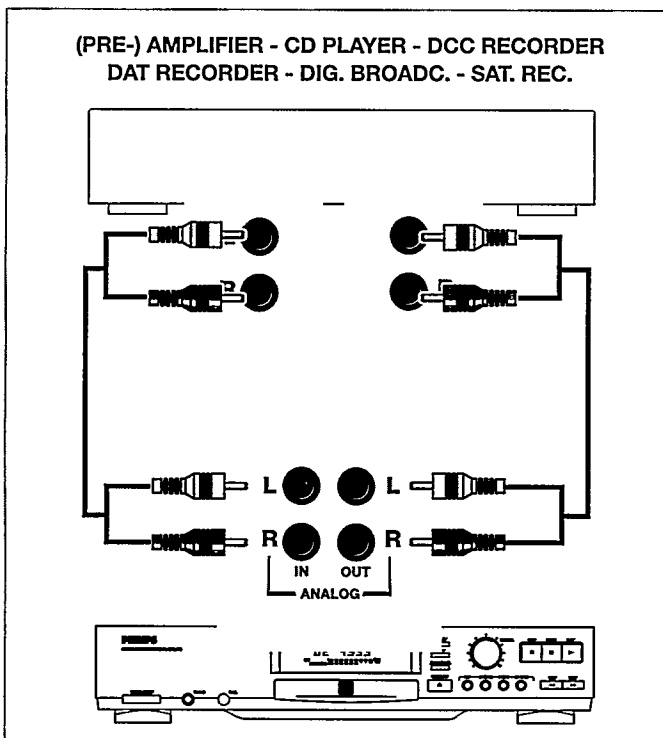 (PRE-) AMPLIFIER - CD PLAYER - DCC RECORDER
DAT RECORDER - DIG. BROADC. - SAT. REC.
L L
R R
IN OUT
ANALOG
PHILIPS